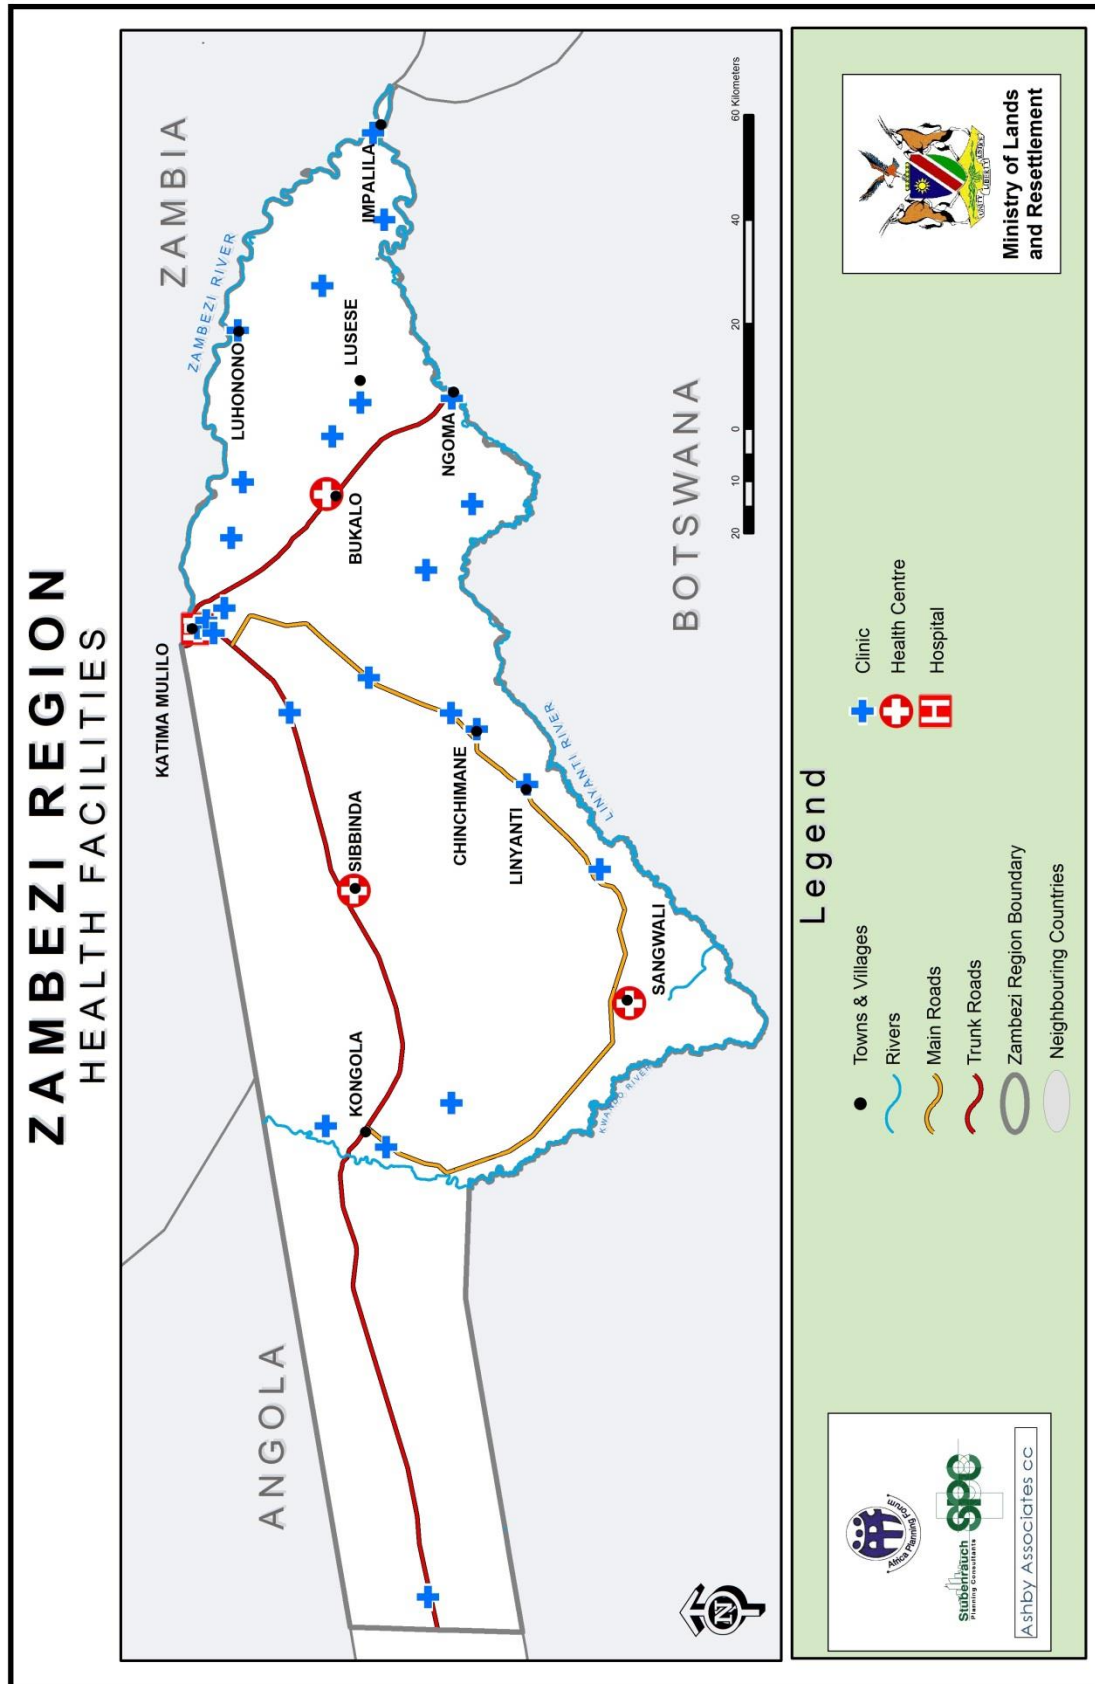 ZAMBEZI REGION
HEALTH FACILITIES
ANGOLA
ZAMBIA
BOTSWANA
ZAMBEZI RIVER
LINYANTI RIVER
KWANDO RIVER
KATIMA MULILO
LUHONONO
IMPALILA
LUSESE
BUKALO
NGOMA
SIBBINDA
CHINCHIMANE
LINYANTI
KONGOLA
SANGWALI
N
20 10 0 20 40 60 Kilometers
Legend
Towns & Villages
Rivers
Main Roads
Trunk Roads
Zambezi Region Boundary
Neighbouring Countries
Clinic
Health Centre
H Hospital
Africa Planning Forum
Stubenrauch
Planning Consultants
spc
Ashby Associates cc
UNITY LIBERTY JUSTICE
Ministry of Lands
and Resettlement